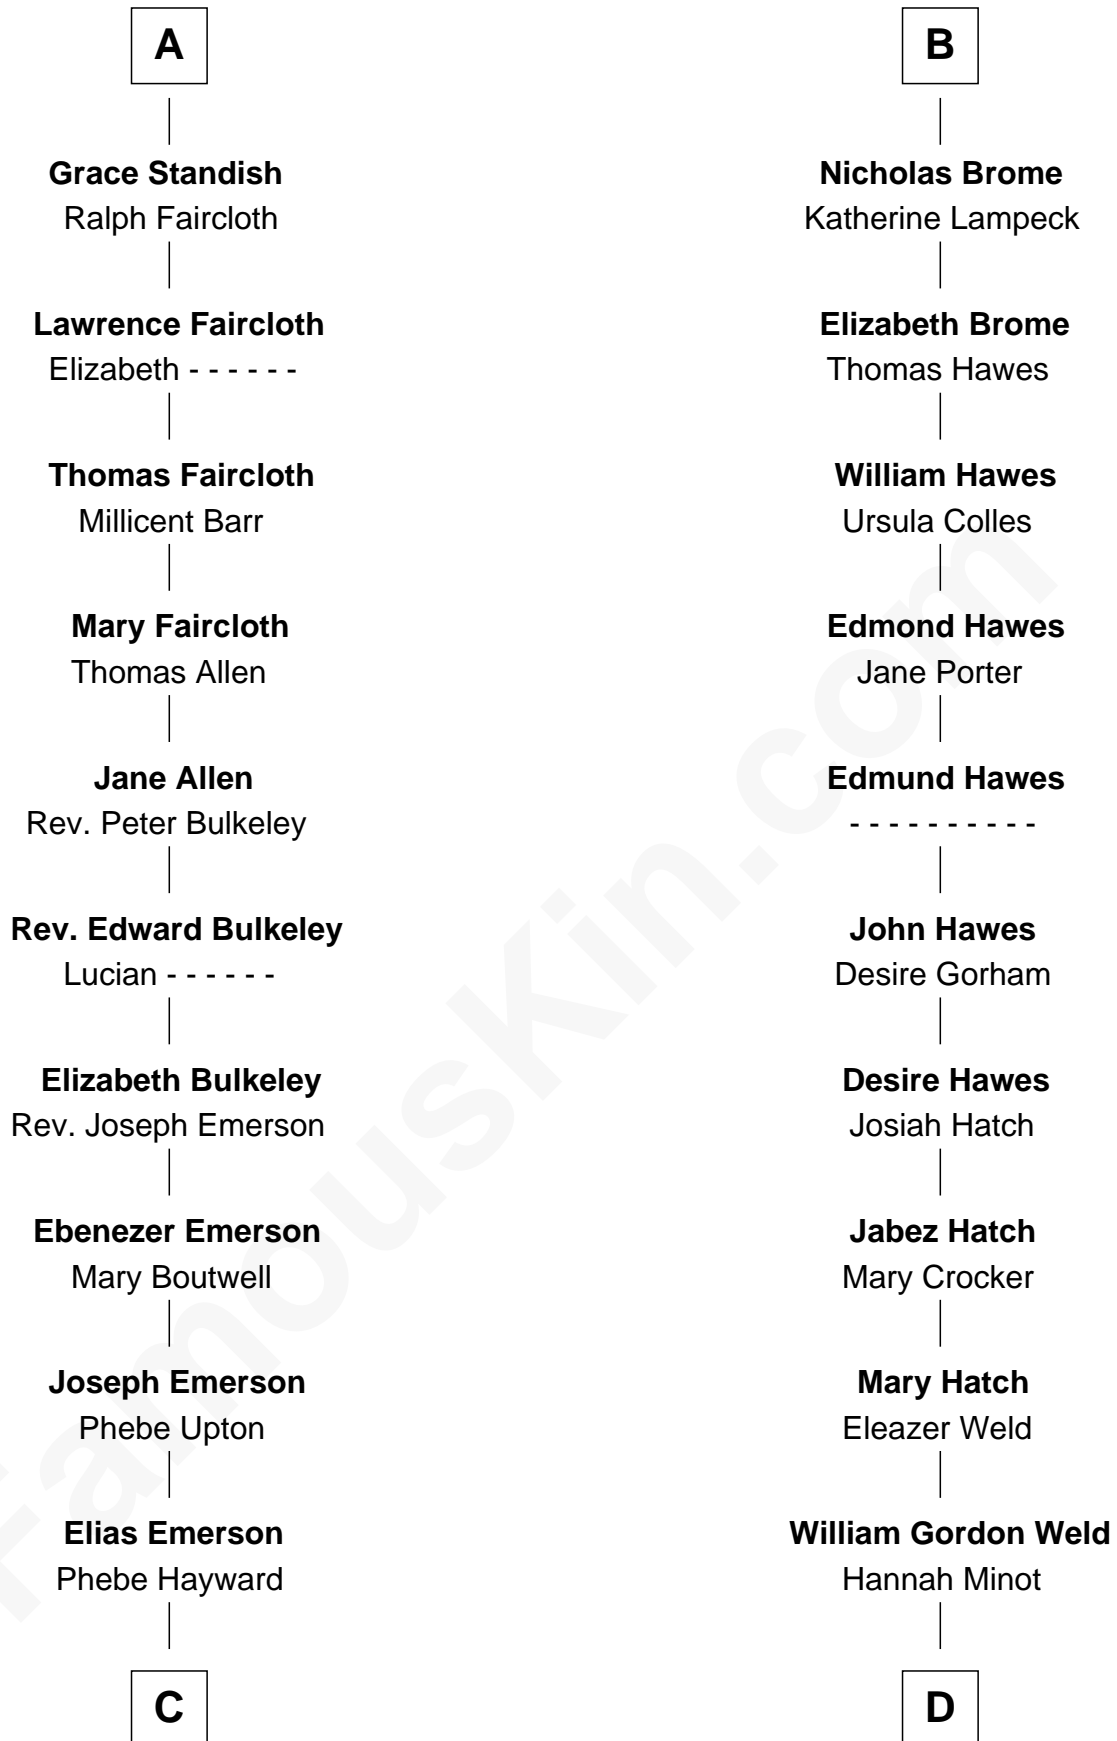 A
Grace Standish
Ralph Faircloth
Lawrence Faircloth
Elizabeth - - - - - -
Thomas Faircloth
Millicent Barr
Mary Faircloth
Thomas Allen
Jane Allen
Rev. Peter Bulkeley
Rev. Edward Bulkeley
Lucian - - - - - -
Elizabeth Bulkeley
Rev. Joseph Emerson
Ebenezer Emerson
Mary Boutwell
Joseph Emerson
Phebe Upton
Elias Emerson
Phebe Hayward
C
B
Nicholas Brome
Katherine Lampeck
Elizabeth Brome
Thomas Hawes
William Hawes
Ursula Colles
Edmond Hawes
Jane Porter
Edmund Hawes
- - - - - - - - - -
John Hawes
Desire Gorham
Desire Hawes
Josiah Hatch
Jabez Hatch
Mary Crocker
Mary Hatch
Eleazer Weld
William Gordon Weld
Hannah Minot
D
FamousKin.com